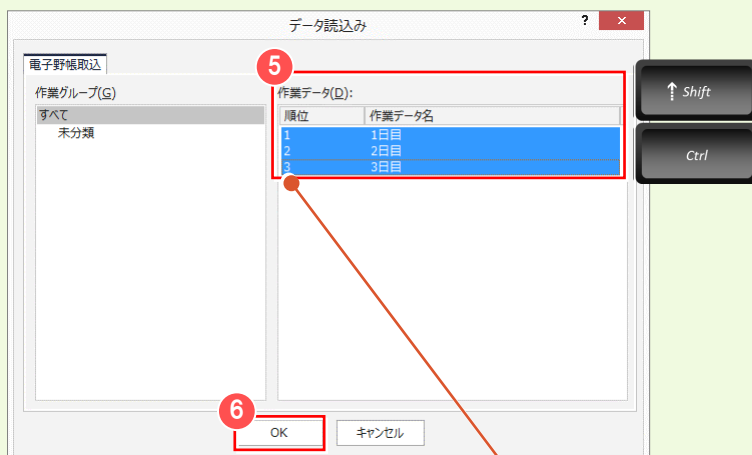 データ読込み
? ×
電子野帳取込
5
作業グループ(G)
作業データ(D):
すべて
未分類
順位 作業データ名
1 1日目
2 2日目
3 3日目
↑ Shift
Ctrl
6
OK
キャンセル